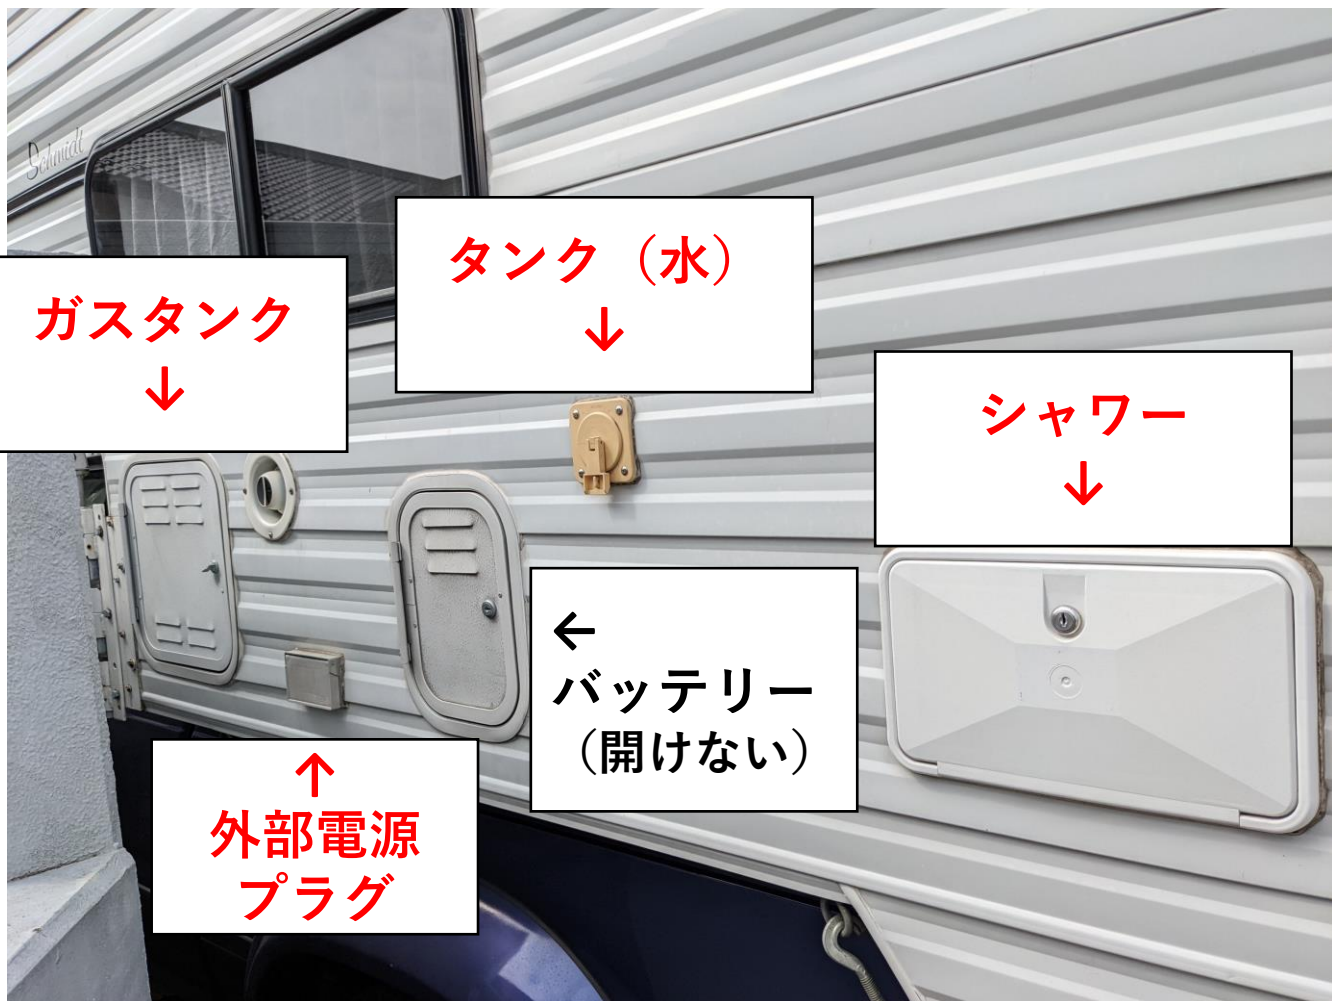 Schmidt
タンク（水）
↓
ガスタンク
↓
シャワー
↓
←
バッテリー
（開けない）
↑
外部電源
プラグ